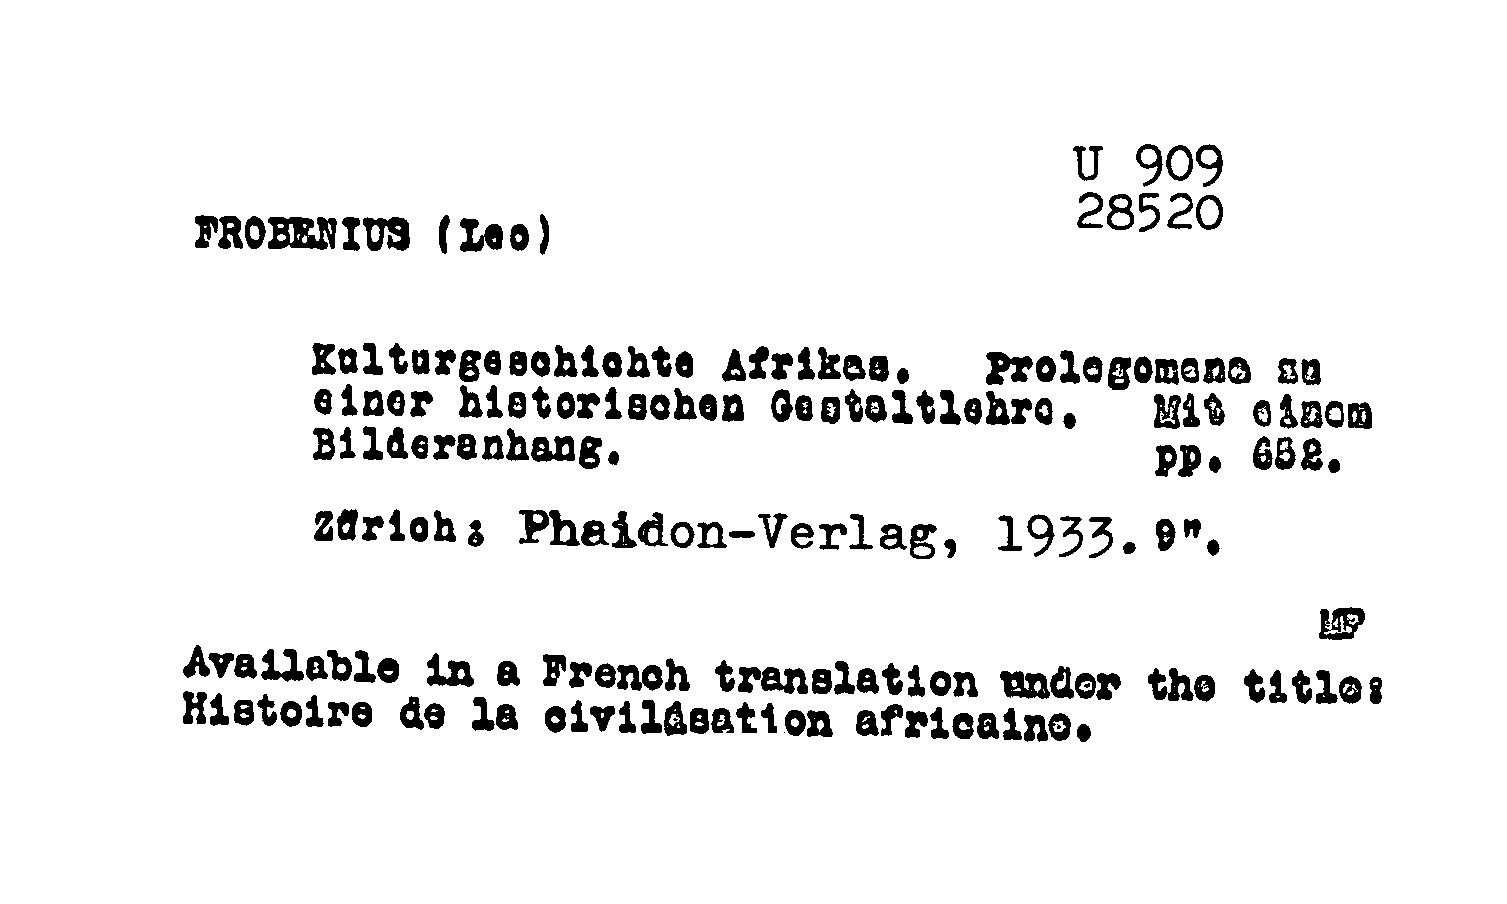 U 909
28520
FROBENIUS (Leo)
Kulturgeschichte Afrikas. Prolegomena zu
einer historischen Gestaltlehre. Mit einem
Bilderanhang. pp. 652.
Zürich: Phaidon-Verlag, 1933. 9".
Available in a French translation under the title:
Histoire de la civilisation africaine.